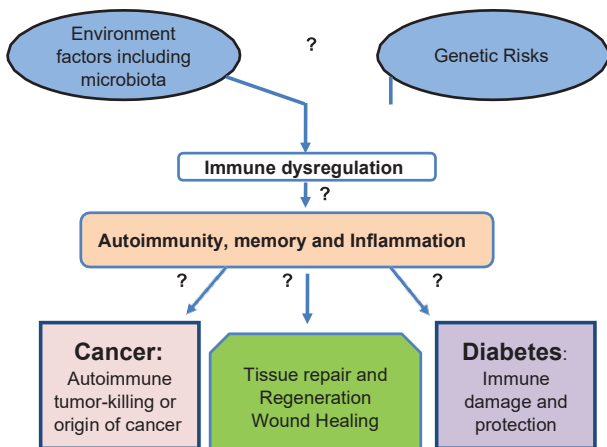 Environment
factors including
microbiota
?
Genetic Risks
Immune dysregulation
?
Autoimmunity, memory and Inflammation
?
?
?
Cancer:
Autoimmune
tumor-killing or
origin of cancer
Tissue repair and
Regeneration
Wound Healing
Diabetes:
Immune
damage and
protection